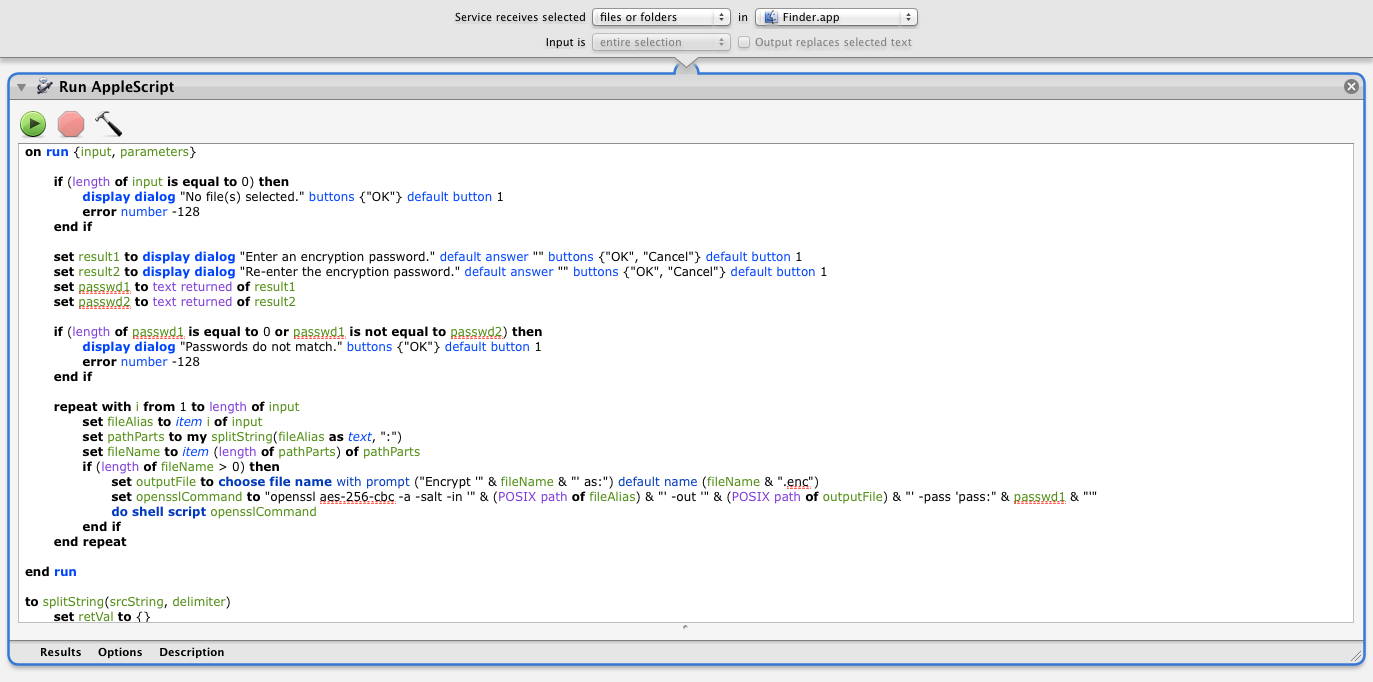 Service receives selected files or folders in Finder.app
Input is entire selection Output replaces selected text
Run AppleScript
on run {input, parameters}
if (length of input is equal to 0) then
display dialog "No file(s) selected." buttons {"OK"} default button 1
error number -128
end if
set result1 to display dialog "Enter an encryption password." default answer "" buttons {"OK", "Cancel"} default button 1
set result2 to display dialog "Re-enter the encryption password." default answer "" buttons {"OK", "Cancel"} default button 1
set passwd1 to text returned of result1
set passwd2 to text returned of result2
if (length of passwd1 is equal to 0 or passwd1 is not equal to passwd2) then
display dialog "Passwords do not match." buttons {"OK"} default button 1
error number -128
end if
repeat with i from 1 to length of input
set fileAlias to item i of input
set pathParts to my splitString(fileAlias as text, ":")
set fileName to item (length of pathParts) of pathParts
if (length of fileName > 0) then
set outputFile to choose file name with prompt ("Encrypt '" & fileName & "' as:") default name (fileName & ".enc")
set opensslCommand to "openssl aes-256-cbc -a -salt -in '" & (POSIX path of fileAlias) & "' -out '" & (POSIX path of outputFile) & "' -pass 'pass:" & passwd1 & "'"
do shell script opensslCommand
end if
end repeat
end run
to splitString(srcString, delimiter)
set retVal to {}
Results Options Description